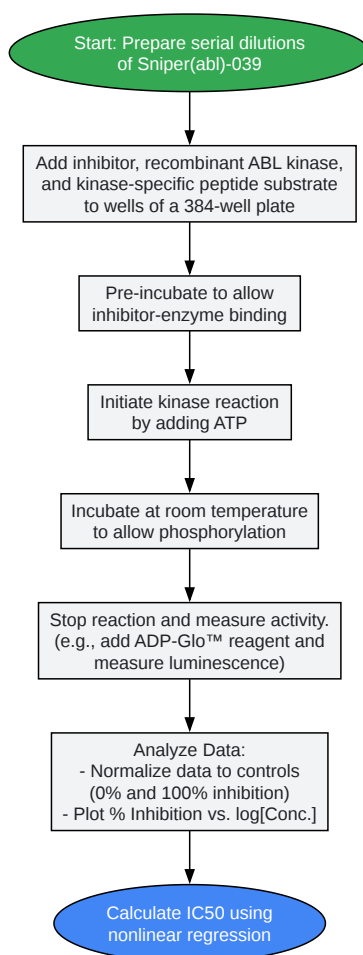 Start: Prepare serial dilutions
of Sniper(abl)-039
Add inhibitor, recombinant ABL kinase,
and kinase-specific peptide substrate
to wells of a 384-well plate
Pre-incubate to allow
inhibitor-enzyme binding
Initiate kinase reaction
by adding ATP
Incubate at room temperature
to allow phosphorylation
Stop reaction and measure activity.
(e.g., add ADP-Glo™ reagent and
measure luminescence)
Analyze Data:
- Normalize data to controls
(0% and 100% inhibition)
- Plot % Inhibition vs. log[Conc.]
Calculate IC50 using
nonlinear regression